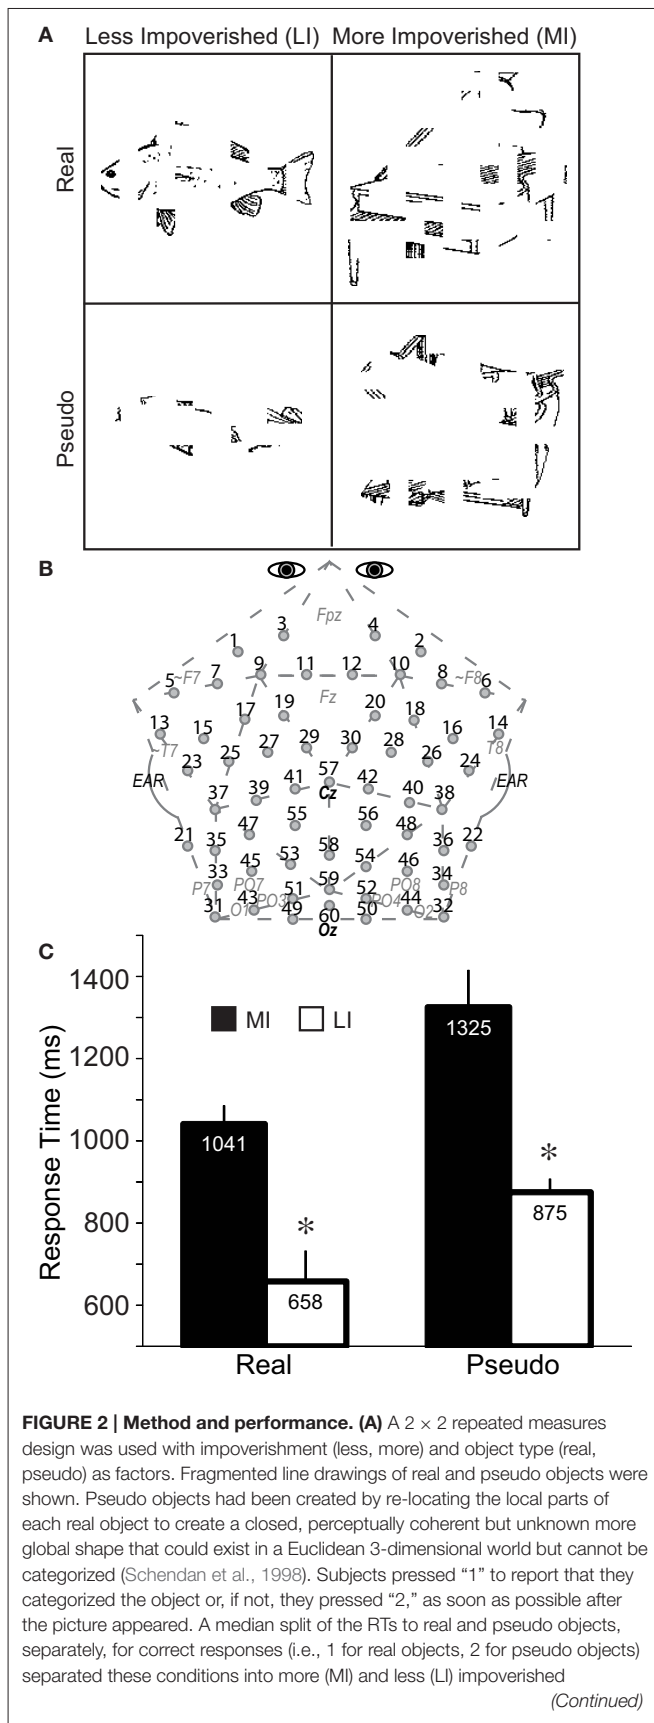 A
Less Impoverished (LI) More Impoverished (MI)
Real
Pseudo
B
Fpz
3 4
1 2
9 11 12 10
5 ~F7 7 8 ~F8 6
Fz
17 19 20 18
13 15 16 14
~T7 T8
25 27 29 30 28 26
23 57 24
EAR 41 42 EAR
37 39 Cz 40 38
47 55 56 48
21 35 58 36 22
45 53 54 46
33 59 34
P7 PO7 PO8 P8
43 51 52 44
31 O1 PO3 49 60 50 PO4 O2 32
Oz
C
Response Time (ms)
1400
1200
1000
800
600
MI LI
1041
*
658
1325
*
875
Real Pseudo
FIGURE 2 | Method and performance. (A) A 2 × 2 repeated measures
design was used with impoverishment (less, more) and object type (real,
pseudo) as factors. Fragmented line drawings of real and pseudo objects were
shown. Pseudo objects had been created by re-locating the local parts of
each real object to create a closed, perceptually coherent but unknown more
global shape that could exist in a Euclidean 3-dimensional world but cannot be
categorized (Schendan et al., 1998). Subjects pressed “1” to report that they
categorized the object or, if not, they pressed “2,” as soon as possible after
the picture appeared. A median split of the RTs to real and pseudo objects,
separately, for correct responses (i.e., 1 for real objects, 2 for pseudo objects)
separated these conditions into more (MI) and less (LI) impoverished
(Continued)